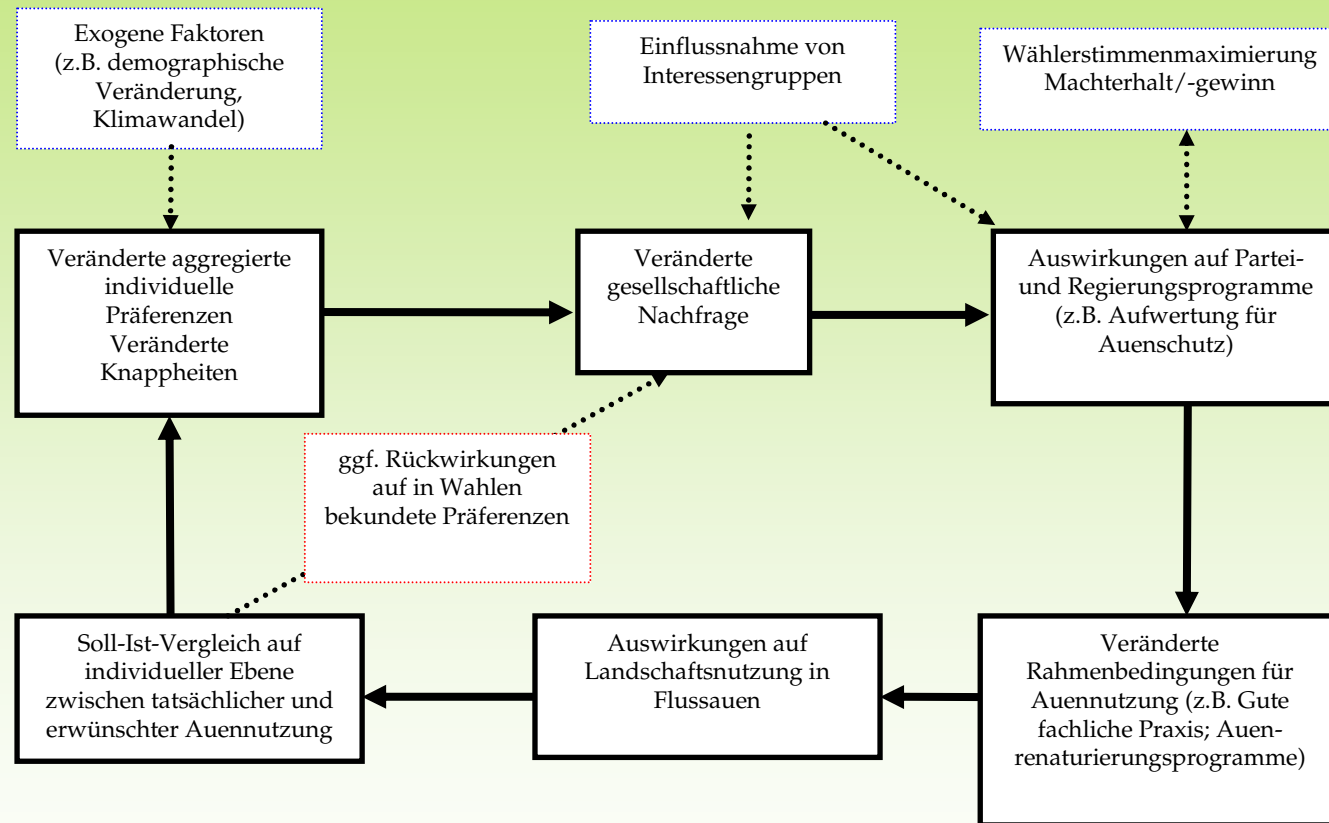 Exogene Faktoren
(z.B. demographische
Veränderung,
Klimawandel)
Einflussnahme von
Interessengruppen
Wählerstimmenmaximierung
Machterhalt/-gewinn
Veränderte aggregierte
individuelle
Präferenzen
Veränderte
Knappheiten
Veränderte
gesellschaftliche
Nachfrage
Auswirkungen auf Partei-
und Regierungsprogramme
(z.B. Aufwertung für
Auenschutz)
ggf. Rückwirkungen
auf in Wahlen
bekundete Präferenzen
Soll-Ist-Vergleich auf
individueller Ebene
zwischen tatsächlicher und
erwünschter Auennutzung
Auswirkungen auf
Landschaftsnutzung in
Flussauen
Veränderte
Rahmenbedingungen für
Auennutzung (z.B. Gute
fachliche Praxis; Auen-
renaturierungsprogramme)